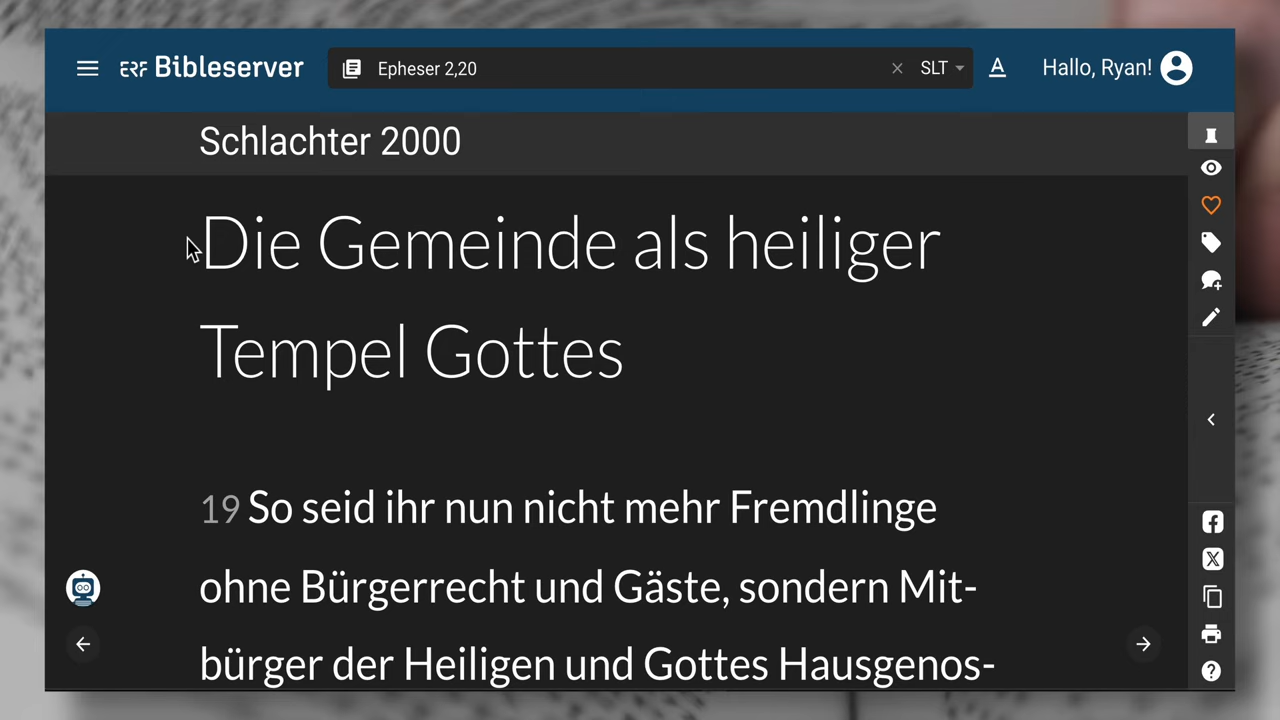 ERF Bibleserver
Epheser 2,20
SLT
A
Hallo, Ryan!
Schlachter 2000
Die Gemeinde als heiliger
Tempel Gottes
19 So seid ihr nun nicht mehr Fremdlinge
ohne Bürgerrecht und Gäste, sondern Mit-
bürger der Heiligen und Gottes Hausgenos-